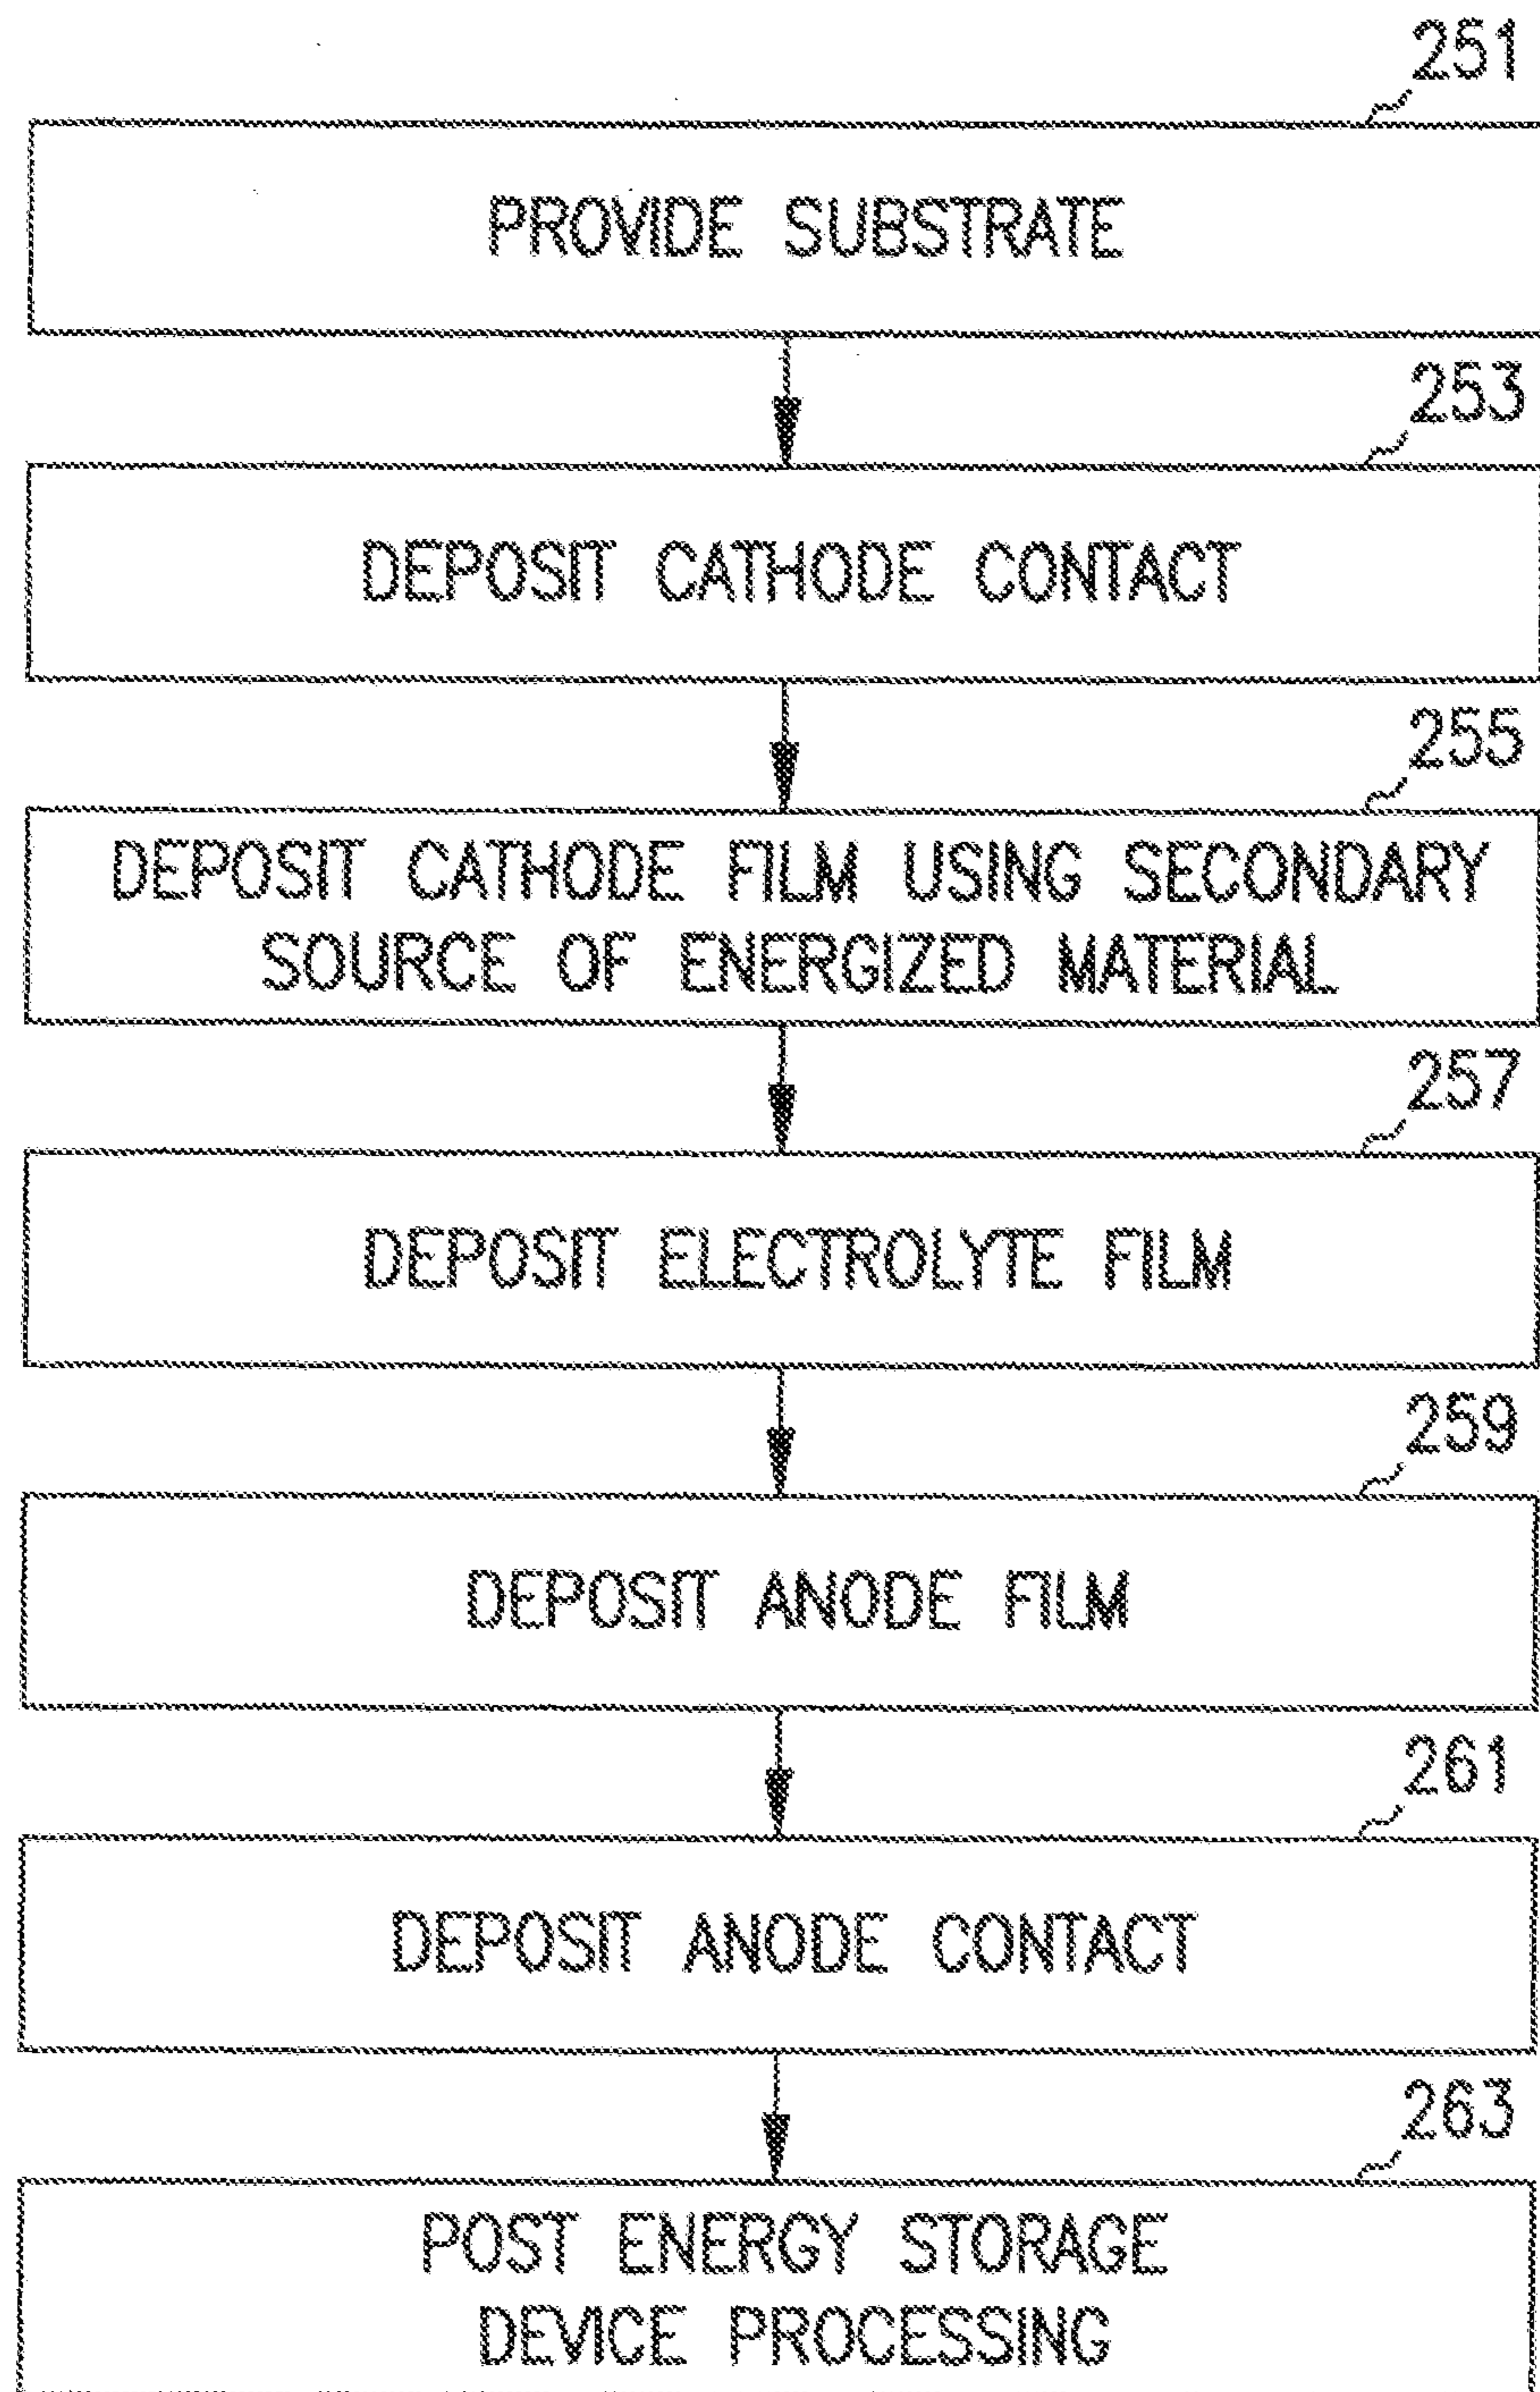 251
PROVIDE SUBSTRATE
253
DEPOSIT CATHODE CONTACT
255
DEPOSIT CATHODE FILM USING SECONDARY
SOURCE OF ENERGIZED MATERIAL
257
DEPOSIT ELECTROLYTE FILM
259
DEPOSIT ANODE FILM
261
DEPOSIT ANODE CONTACT
263
POST ENERGY STORAGE
DEVICE PROCESSING